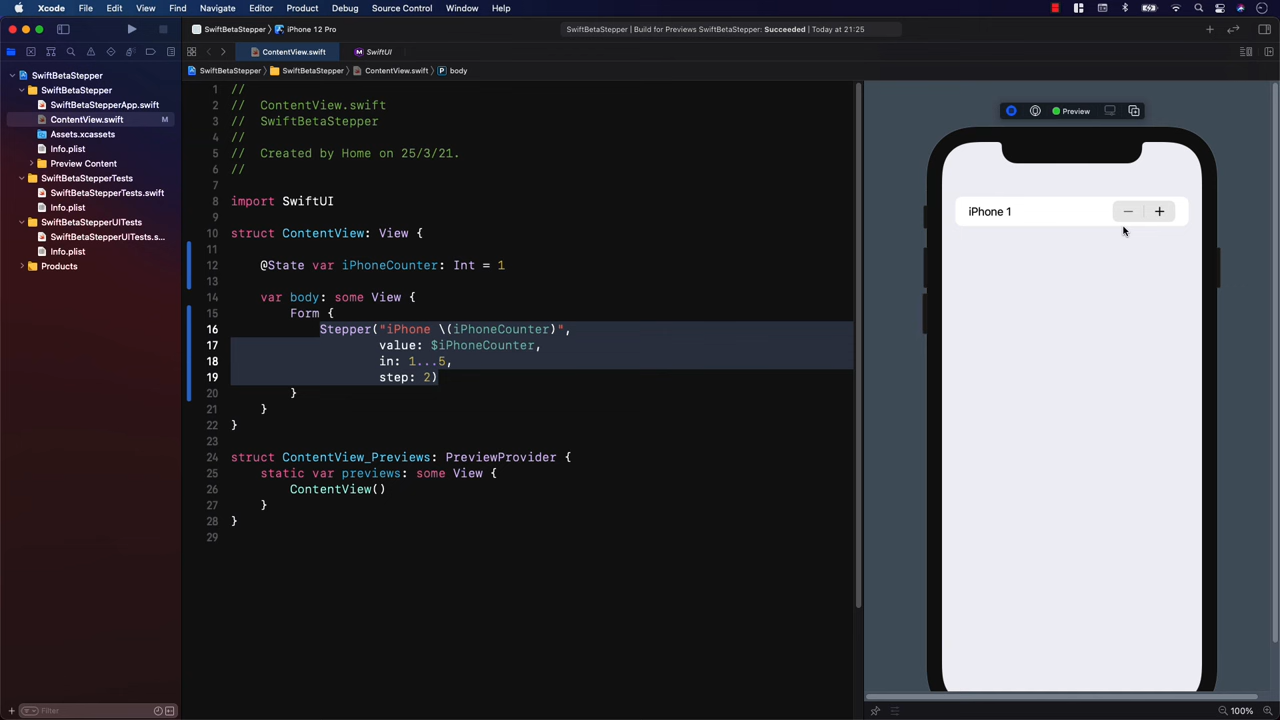 Xcode File Edit View Find Navigate Editor Product Debug Source Control Window Help
SwiftBetaStepper iPhone 12 Pro SwiftBetaStepper | Build for Previews SwiftBetaStepper: Succeeded | Today at 21:25
ContentView.swift SwiftUI
SwiftBetaStepper SwiftBetaStepper ContentView.swift body
SwiftBetaStepper
SwiftBetaStepper
SwiftBetaStepperApp.swift
ContentView.swift M
Assets.xcassets
Info.plist
Preview Content
SwiftBetaStepperTests
SwiftBetaStepperTests.swift
Info.plist
SwiftBetaStepperUITests
SwiftBetaStepperUITests.s...
Info.plist
Products
Filter
1 //
2 // ContentView.swift
3 // SwiftBetaStepper
4 //
5 // Created by Home on 25/3/21.
6 //
7
8 import SwiftUI
9
10 struct ContentView: View {
11
12 @State var iPhoneCounter: Int = 1
13
14 var body: some View {
15 Form {
16 Stepper("iPhone \(iPhoneCounter)",
17 value: $iPhoneCounter,
18 in: 1...5,
19 step: 2)
20 }
21 }
22 }
23
24 struct ContentView_Previews: PreviewProvider {
25 static var previews: some View {
26 ContentView()
27 }
28 }
29
Preview
iPhone 1 − +
100%